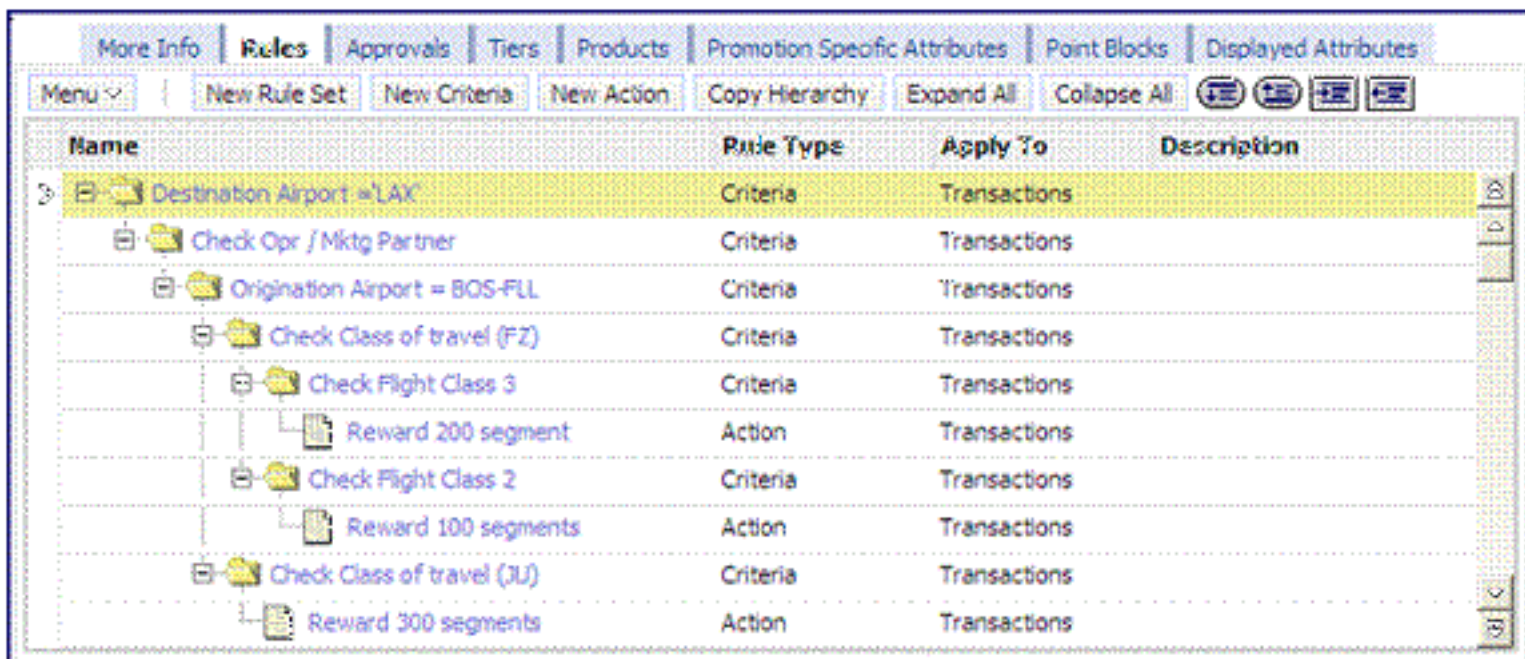 More Info Rules Approvals Tiers Products Promotion Specific Attributes Point Blocks Displayed Attributes
Menu New Rule Set New Criteria New Action Copy Hierarchy Expand All Collapse All
Name Rule Type Apply To Description
Destination Airport ='LAX' Criteria Transactions
Check Opr / Mktg Partner Criteria Transactions
Origination Airport = BOS-FLL Criteria Transactions
Check Class of travel (FZ) Criteria Transactions
Check Flight Class 3 Criteria Transactions
Reward 200 segment Action Transactions
Check Flight Class 2 Criteria Transactions
Reward 100 segments Action Transactions
Check Class of travel (JU) Criteria Transactions
Reward 300 segments Action Transactions